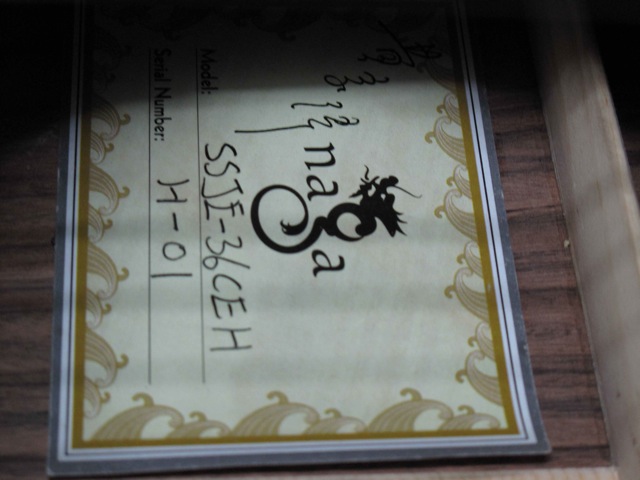 naga
Model: SSJE-36CEH
Serial Number: H-01